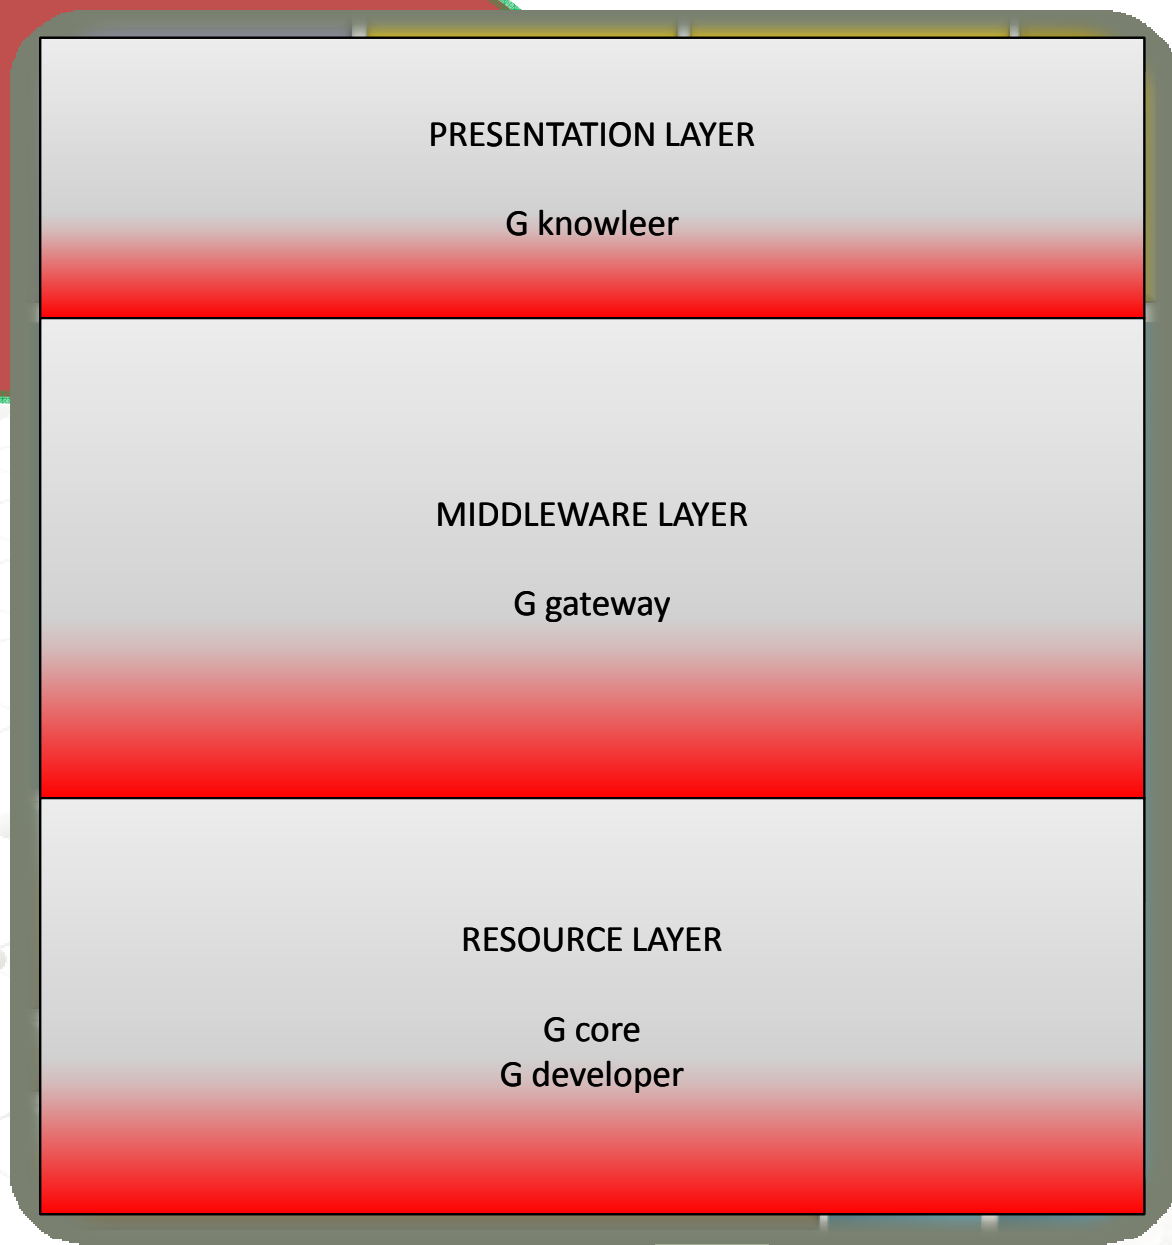 PRESENTATION LAYER
G knowleer
MIDDLEWARE LAYER
G gateway
RESOURCE LAYER
G core
G developer